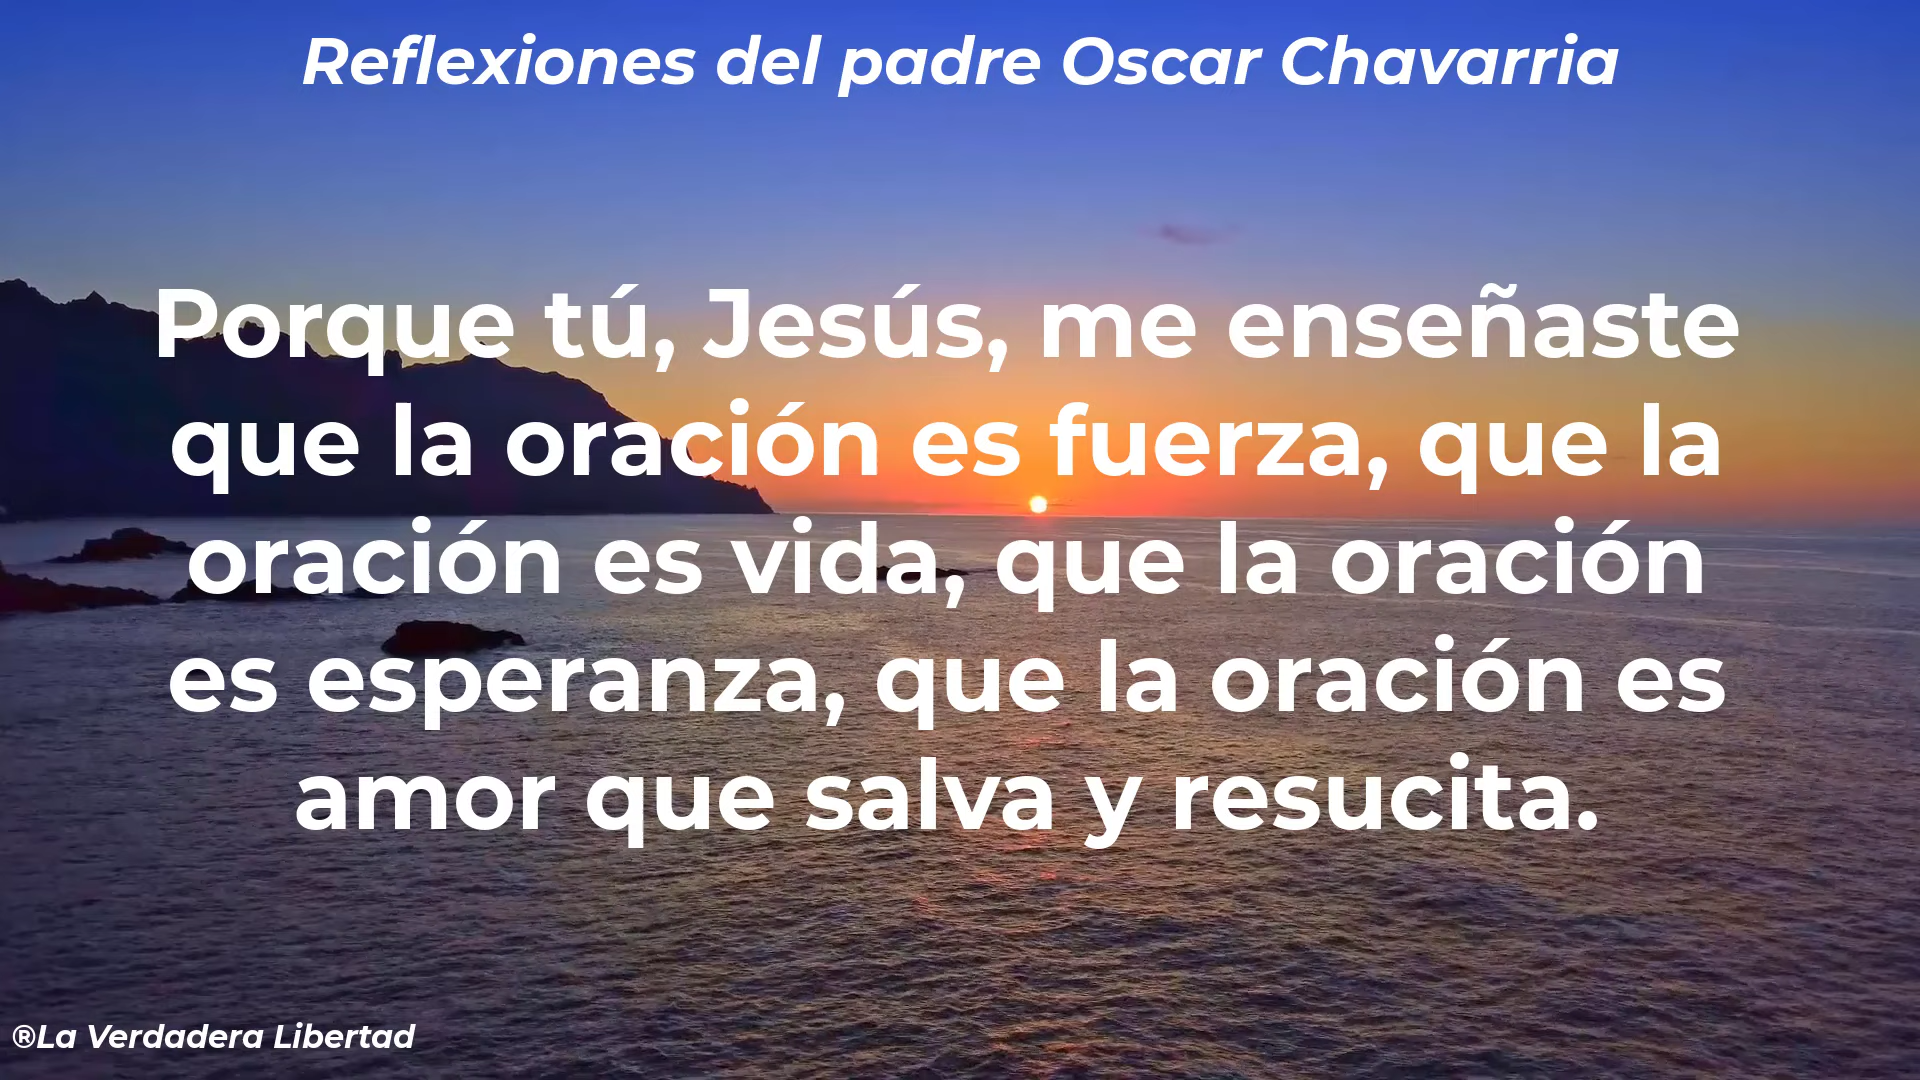 Reflexiones del padre Oscar Chavarria
Porque tú, Jesús, me enseñaste
que la oración es fuerza, que la
oración es vida, que la oración
es esperanza, que la oración es
amor que salva y resucita.
®La Verdadera Libertad